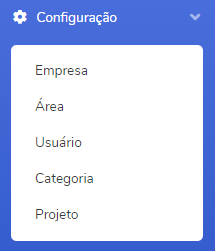 Configuração
Empresa
Área
Usuário
Categoria
Projeto